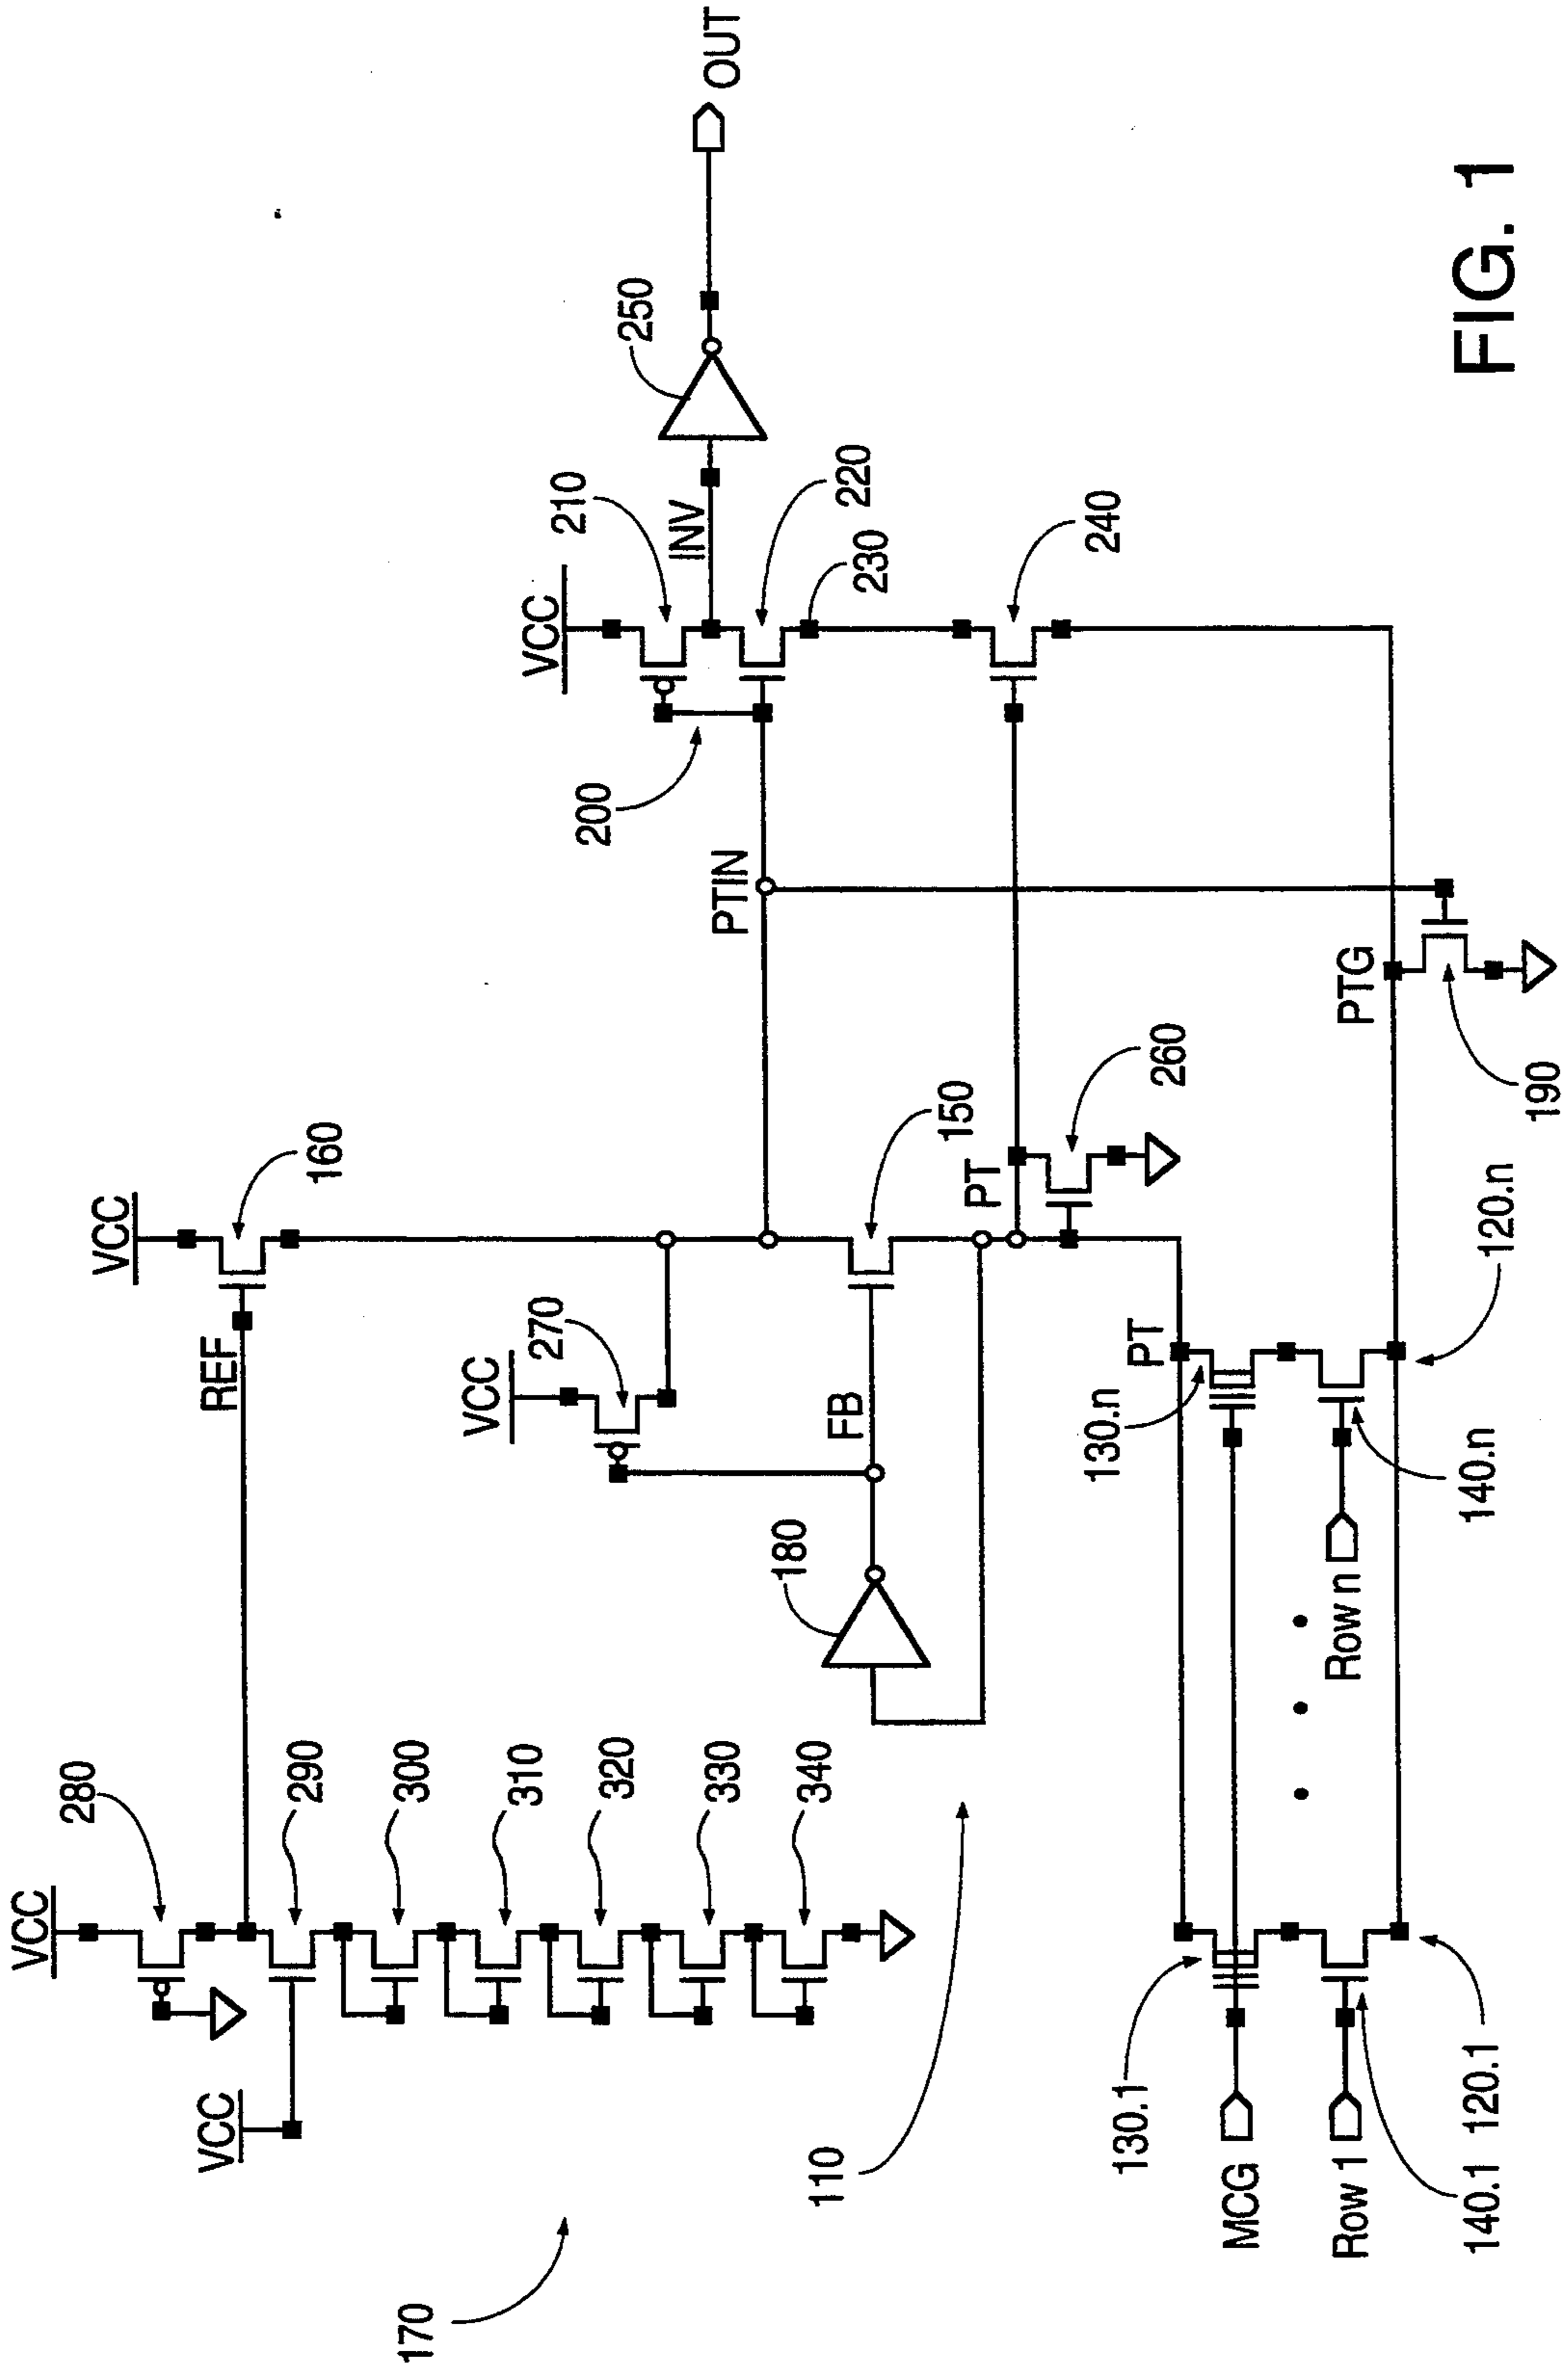 VCC
280
290
300
310
320
330
340
VCC
170
REF
VCC
160
VCC
270
FB
180
150
110
PT
260
PTIN
200
VCC
210
INV
220
230
240
250
OUT
PT
130.n
140.n
120.n
Row n
130.1
MCG
Row 1
140.1
120.1
PTG
190
FIG. 1